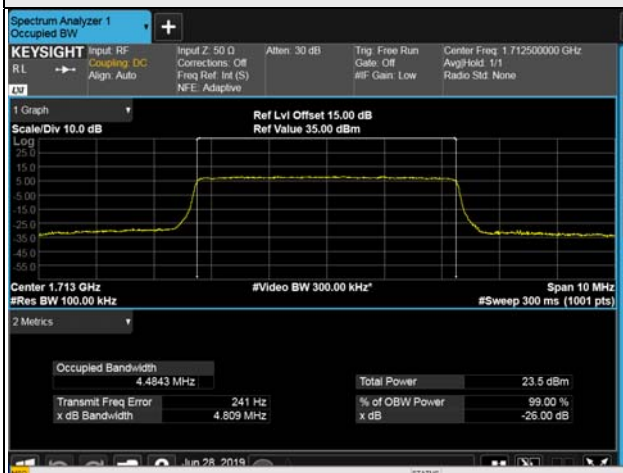 Spectrum Analyzer 1
Occupied BW
+
KEYSIGHT
RL
LXI
Input: RF
Coupling: DC
Align: Auto
Input Z: 50 Ω
Corrections: Off
Freq Ref: Int (S)
NFE: Adaptive
Atten: 30 dB
Trig: Free Run
Gate: Off
#IF Gain: Low
Center Freq: 1.712500000 GHz
Avg|Hold: 1/1
Radio Std: None
1 Graph
Scale/Div 10.0 dB
Ref Lvl Offset 15.00 dB
Ref Value 35.00 dBm
Log
25.0
15.0
5.00
-5.00
-15.0
-25.0
-35.0
-45.0
-55.0
Center 1.713 GHz
#Res BW 100.00 kHz
#Video BW 300.00 kHz*
Span 10 MHz
#Sweep 300 ms (1001 pts)
2 Metrics
Occupied Bandwidth
4.4843 MHz
Total Power 23.5 dBm
Transmit Freq Error 241 Hz
% of OBW Power 99.00 %
x dB Bandwidth 4.809 MHz
x dB -26.00 dB
Jun 28, 2019
MSG
STATUS